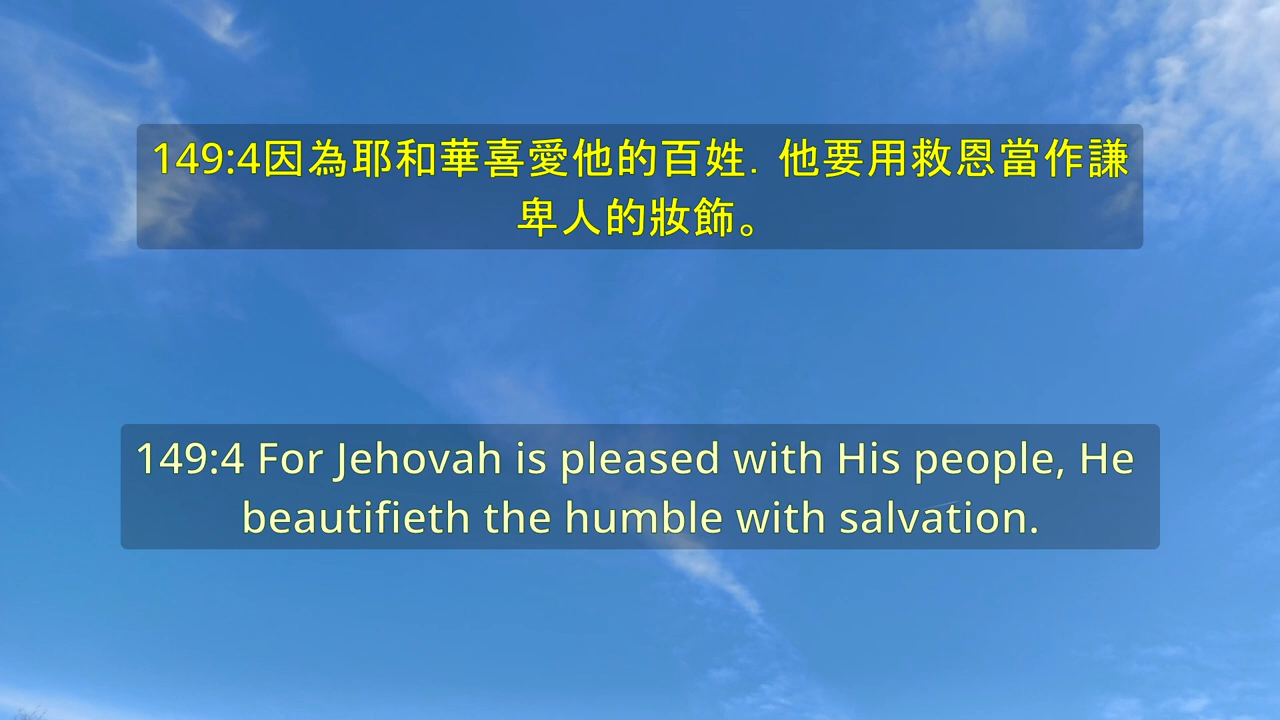 149:4因為耶和華喜愛他的百姓．他要用救恩當作謙
卑人的妝飾。
149:4 For Jehovah is pleased with His people, He
beautifieth the humble with salvation.